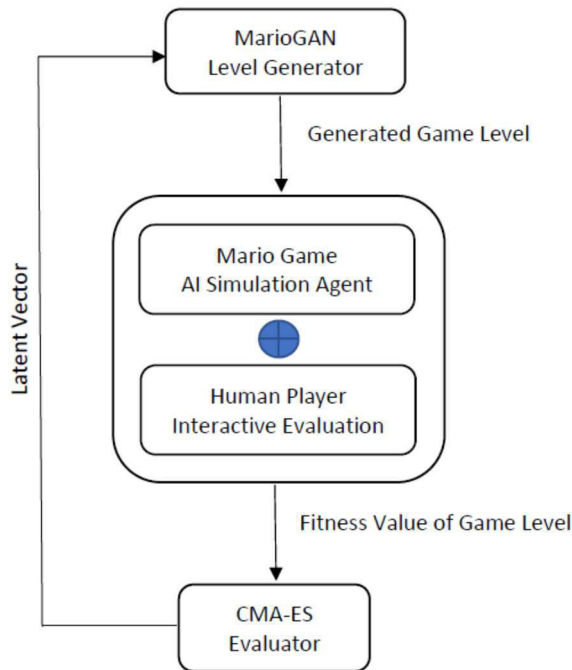 MarioGAN
Level Generator
Generated Game Level
Mario Game
AI Simulation Agent
Latent Vector
Human Player
Interactive Evaluation
Fitness Value of Game Level
CMA-ES
Evaluator